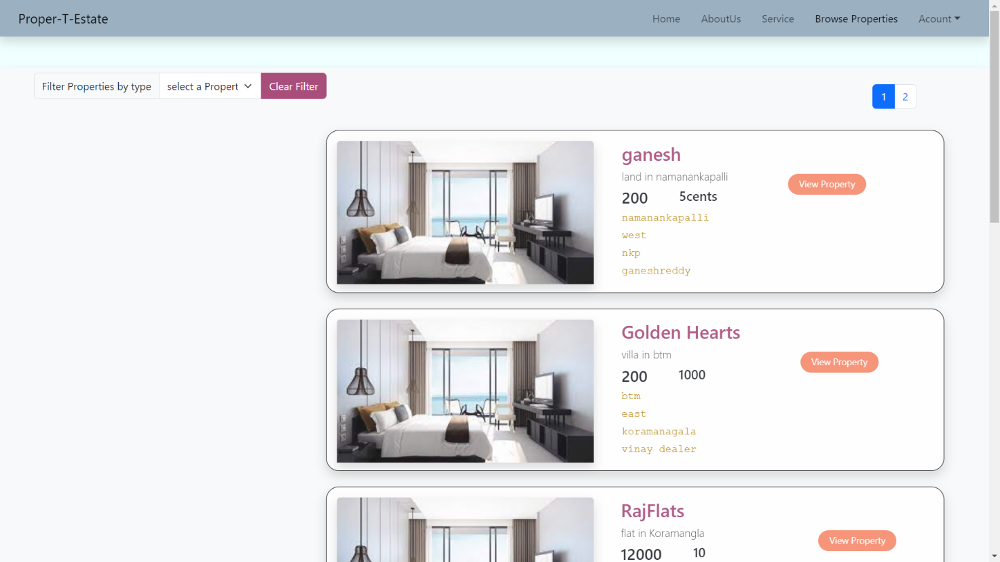 Proper-T-Estate
Home
AboutUs
Service
Browse Properties
Acount
Filter Properties by type
select a Propert
Clear Filter
1
2
ganesh
land in namanankapalli
200
5cents
namanankapalli
west
nkp
ganeshreddy
View Property
Golden Hearts
villa in btm
200
1000
btm
east
koramanagala
vinay dealer
View Property
RajFlats
flat in Koramangla
12000
10
View Property